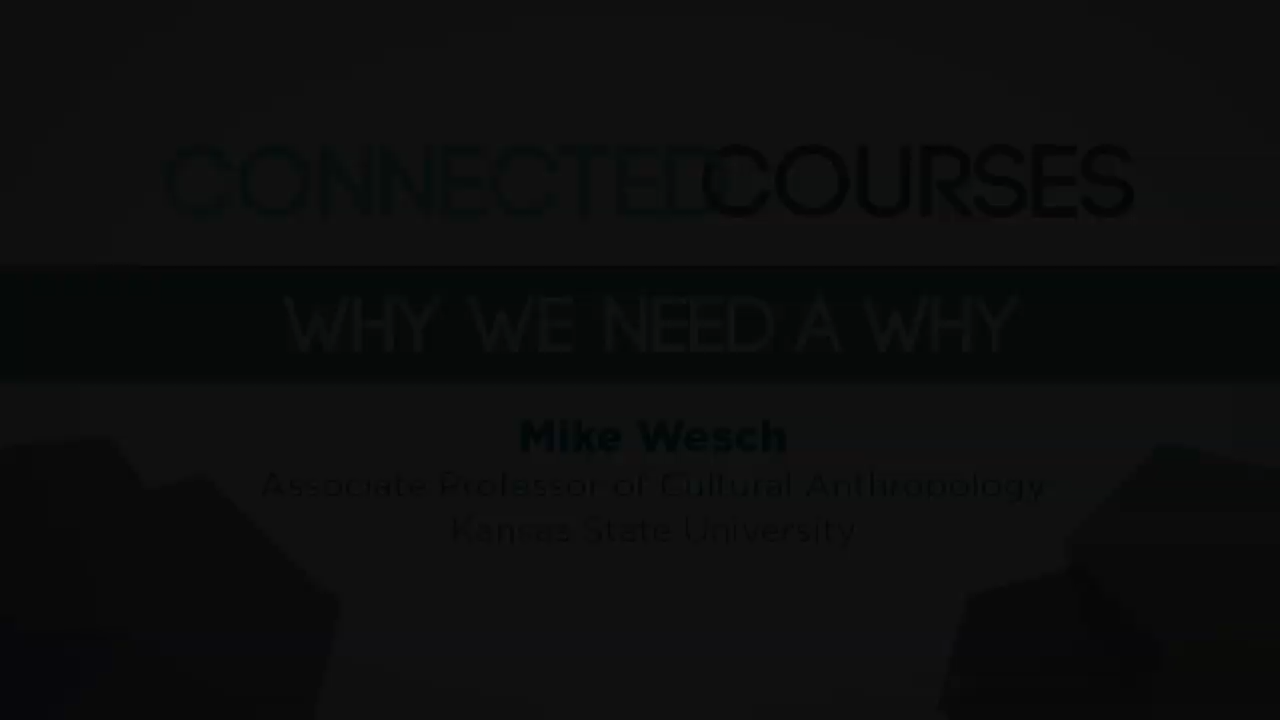 CONNECTEDCOURSES
WHY WE NEED A WHY
Mike Wesch
Associate Professor of Cultural Anthropology
Kansas State University